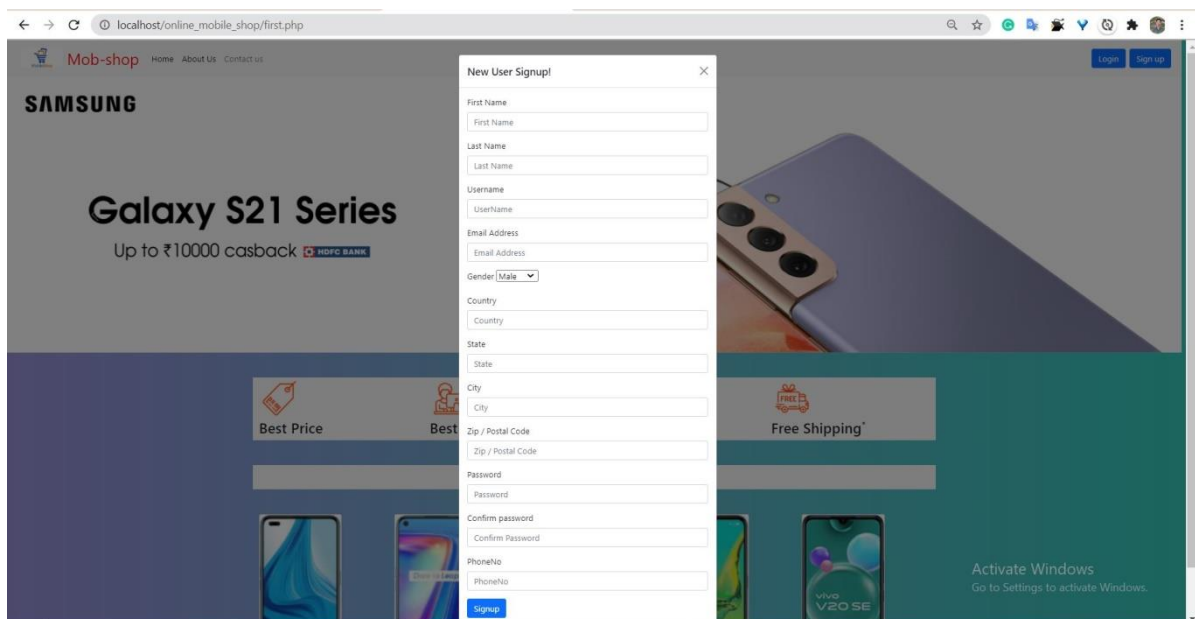 localhost/online_mobile_shop/first.php
Mob-shop Home About Us Contact us
Login Sign up
SAMSUNG
Galaxy S21 Series
Up to ₹10000 casback HDFC BANK
New User Signup!
First Name
First Name
Last Name
Last Name
Username
UserName
Email Address
Email Address
Gender Male
Country
Country
State
State
City
City
Zip / Postal Code
Zip / Postal Code
Password
Password
Confirm password
Confirm Password
PhoneNo
PhoneNo
Signup
Best Price
Best
FREE
Free Shipping*
vivo
V20 SE
Activate Windows
Go to Settings to activate Windows.